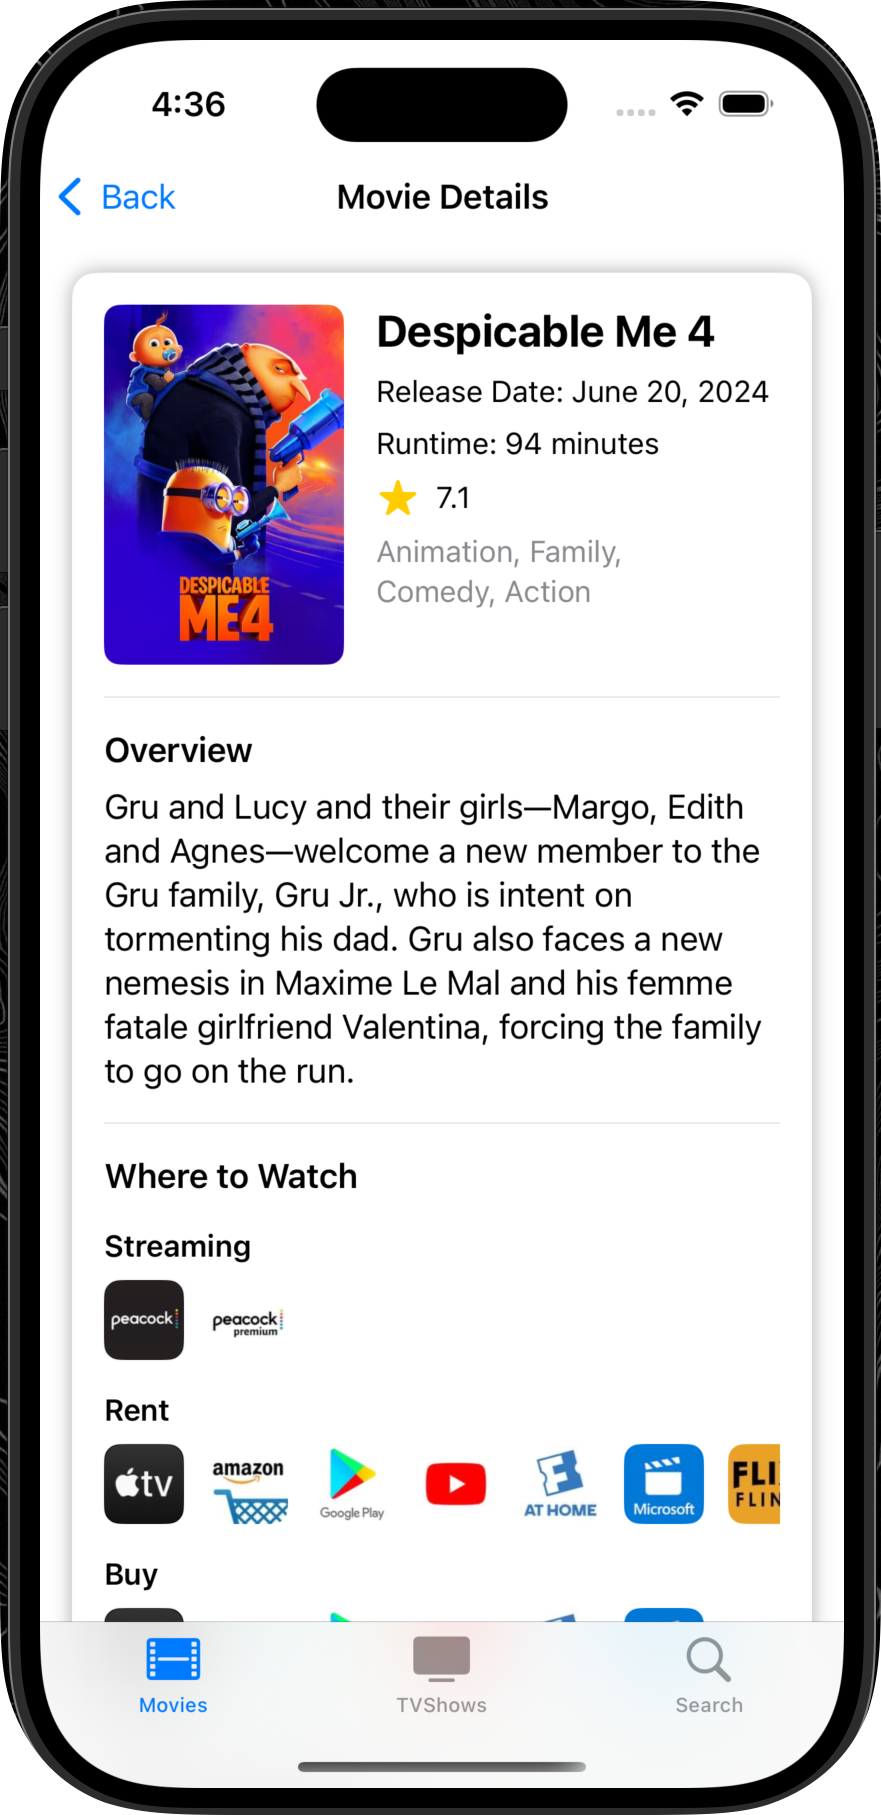 4:36
Back
Movie Details
Despicable Me 4
Release Date: June 20, 2024
Runtime: 94 minutes
7.1
Animation, Family,
Comedy, Action
DESPICABLE
ME4
Overview
Gru and Lucy and their girls—Margo, Edith
and Agnes—welcome a new member to the
Gru family, Gru Jr., who is intent on
tormenting his dad. Gru also faces a new
nemesis in Maxime Le Mal and his femme
fatale girlfriend Valentina, forcing the family
to go on the run.
Where to Watch
Streaming
peacock
peacock
premium
Rent
tv
amazon
Google Play
AT HOME
Microsoft
FLI
FLIN
Buy
Movies
TVShows
Search